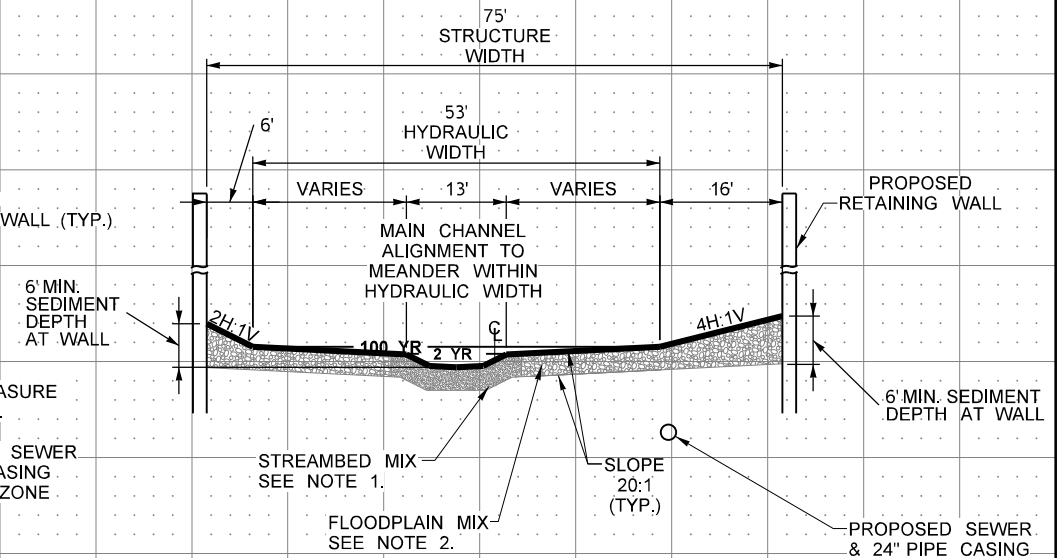 75'
STRUCTURE
WIDTH
53'
HYDRAULIC
WIDTH
6'
VARIES
13'
VARIES
16'
PROPOSED
RETAINING WALL
WALL (TYP.)
MAIN CHANNEL
ALIGNMENT TO
MEANDER WITHIN
HYDRAULIC WIDTH
6' MIN.
SEDIMENT
DEPTH
AT WALL
2H:1V
4H:1V
CL
100 YR
2 YR
ASURE
6' MIN. SEDIMENT
DEPTH AT WALL
SEWER
ASING
ZONE
STREAMBED MIX
SEE NOTE 1.
SLOPE
20:1
(TYP.)
FLOODPLAIN MIX
SEE NOTE 2.
PROPOSED SEWER
& 24" PIPE CASING